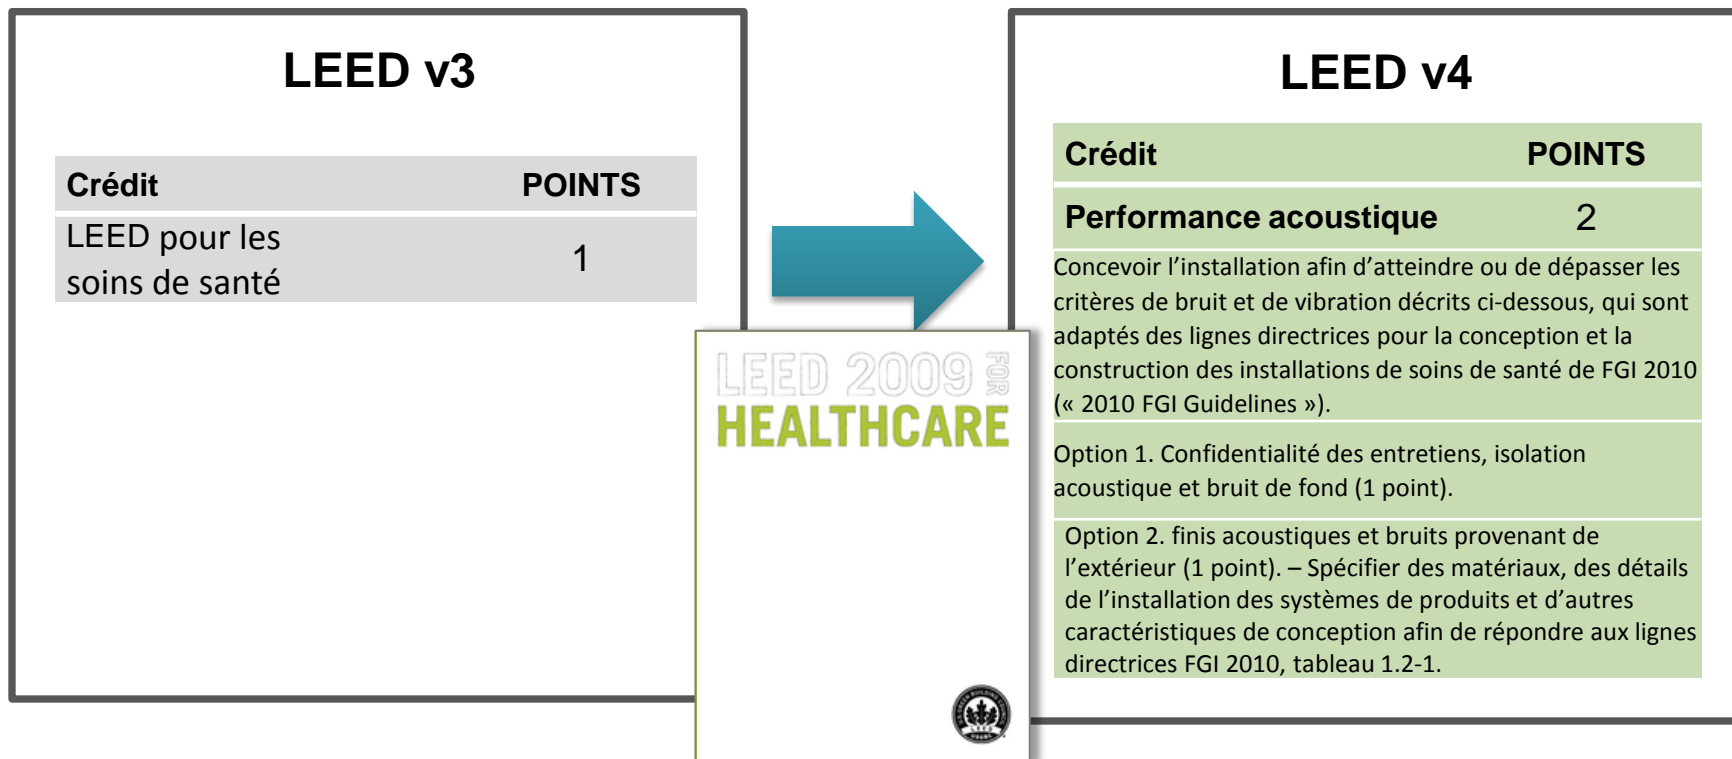 LEED v3
Crédit POINTS
LEED pour les
soins de santé
1
LEED 2009 FOR
HEALTHCARE
LEED v4
Crédit POINTS
Performance acoustique 2
Concevoir l’installation afin d’atteindre ou de dépasser les
critères de bruit et de vibration décrits ci-dessous, qui sont
adaptés des lignes directrices pour la conception et la
construction des installations de soins de santé de FGI 2010
(« 2010 FGI Guidelines »).
Option 1. Confidentialité des entretiens, isolation
acoustique et bruit de fond (1 point).
Option 2. finis acoustiques et bruits provenant de
l’extérieur (1 point). – Spécifier des matériaux, des détails
de l’installation des systèmes de produits et d’autres
caractéristiques de conception afin de répondre aux lignes
directrices FGI 2010, tableau 1.2-1.